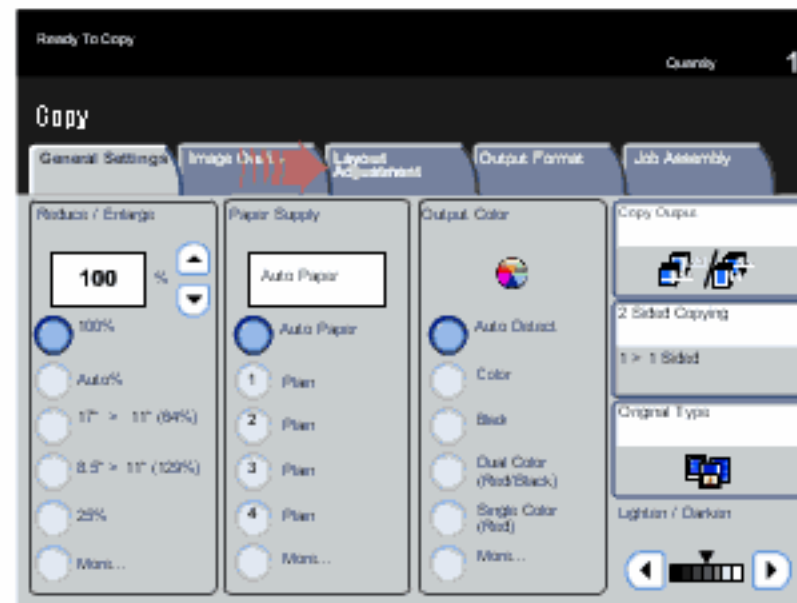 Ready To Copy
Quantity 1
Copy
General Settings
Image
Layout
Adjustment
Output Format
Job Assembly
Reduce / Enlarge
100 %
100%
Auto%
17" > 11" (64%)
8.5" > 11" (129%)
25%
More...
Paper Supply
Auto Paper
Auto Paper
1 Plain
2 Plain
3 Plain
4 Plain
More...
Output Color
Auto Detect
Color
Black
Dual Color
(Red/Black)
Single Color
(Red)
More...
Copy Output
2 Sided Copying
1 > 1 Sided
Original Type
Lighten / Darken